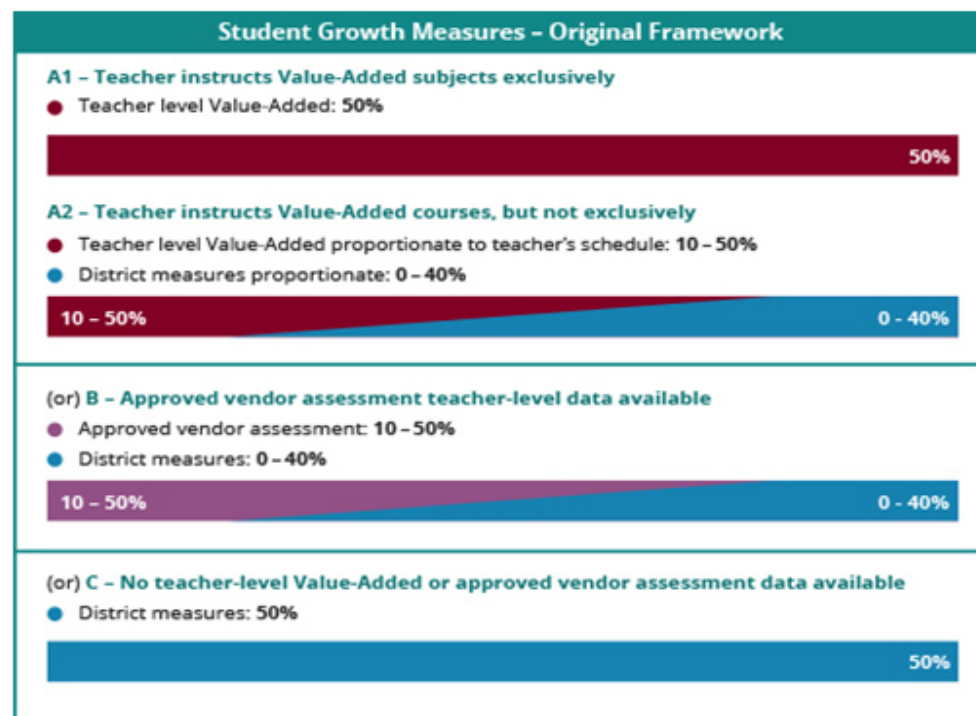 Student Growth Measures – Original Framework
A1 – Teacher instructs Value-Added subjects exclusively
Teacher level Value-Added: 50%
50%
A2 – Teacher instructs Value-Added courses, but not exclusively
Teacher level Value-Added proportionate to teacher's schedule: 10 – 50%
District measures proportionate: 0 – 40%
10 – 50% 0 - 40%
(or) B – Approved vendor assessment teacher-level data available
Approved vendor assessment: 10 – 50%
District measures: 0 – 40%
10 – 50% 0 - 40%
(or) C – No teacher-level Value-Added or approved vendor assessment data available
District measures: 50%
50%